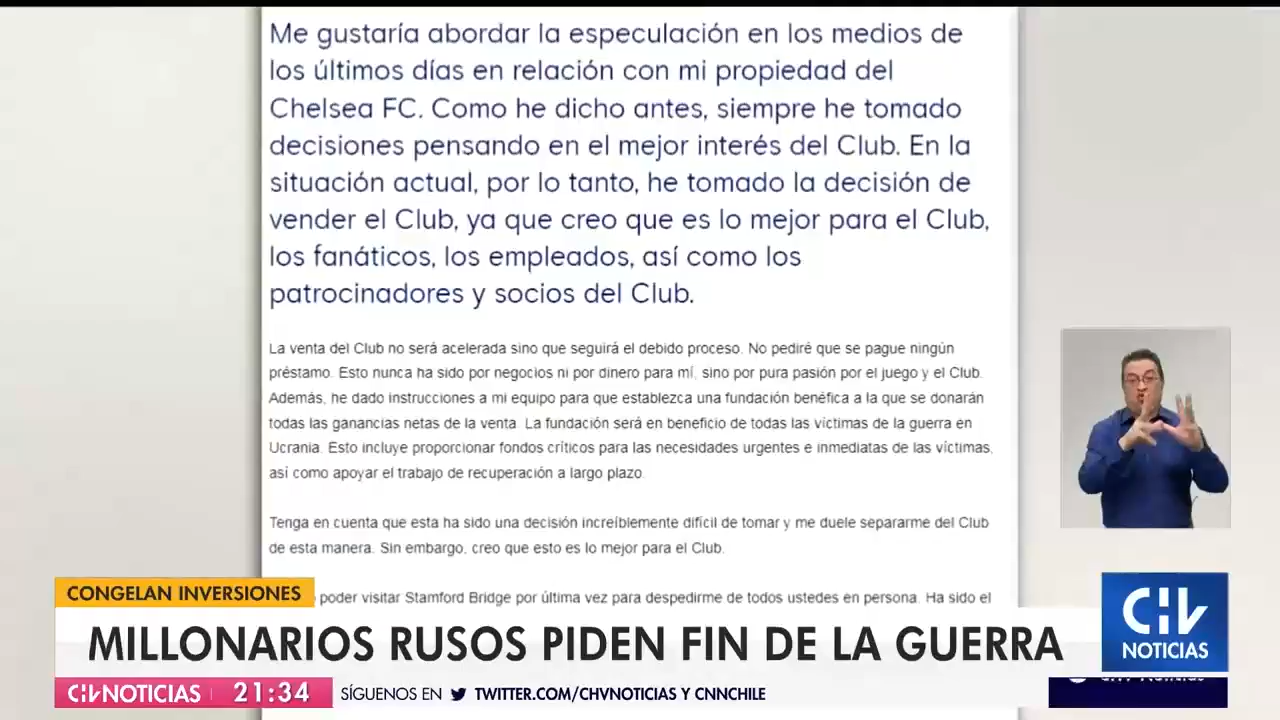 Me gustaría abordar la especulación en los medios de
los últimos días en relación con mi propiedad del
Chelsea FC. Como he dicho antes, siempre he tomado
decisiones pensando en el mejor interés del Club. En la
situación actual, por lo tanto, he tomado la decisión de
vender el Club, ya que creo que es lo mejor para el Club,
los fanáticos, los empleados, así como los
patrocinadores y socios del Club.
La venta del Club no será acelerada sino que seguirá el debido proceso. No pediré que se pague ningún
préstamo. Esto nunca ha sido por negocios ni por dinero para mí, sino por pura pasión por el juego y el Club.
Además, he dado instrucciones a mi equipo para que establezca una fundación benéfica a la que se donarán
todas las ganancias netas de la venta. La fundación será en beneficio de todas las víctimas de la guerra en
Ucrania. Esto incluye proporcionar fondos críticos para las necesidades urgentes e inmediatas de las víctimas,
así como apoyar el trabajo de recuperación a largo plazo.
Tenga en cuenta que esta ha sido una decisión increíblemente difícil de tomar y me duele separarme del Club
de esta manera. Sin embargo, creo que esto es lo mejor para el Club.
poder visitar Stamford Bridge por última vez para despedirme de todos ustedes en persona. Ha sido el
CONGELAN INVERSIONES
MILLONARIOS RUSOS PIDEN FIN DE LA GUERRA
CHV NOTICIAS
CHV NOTICIAS 21:34 SÍGUENOS EN TWITTER.COM/CHVNOTICIAS Y CNNCHILE